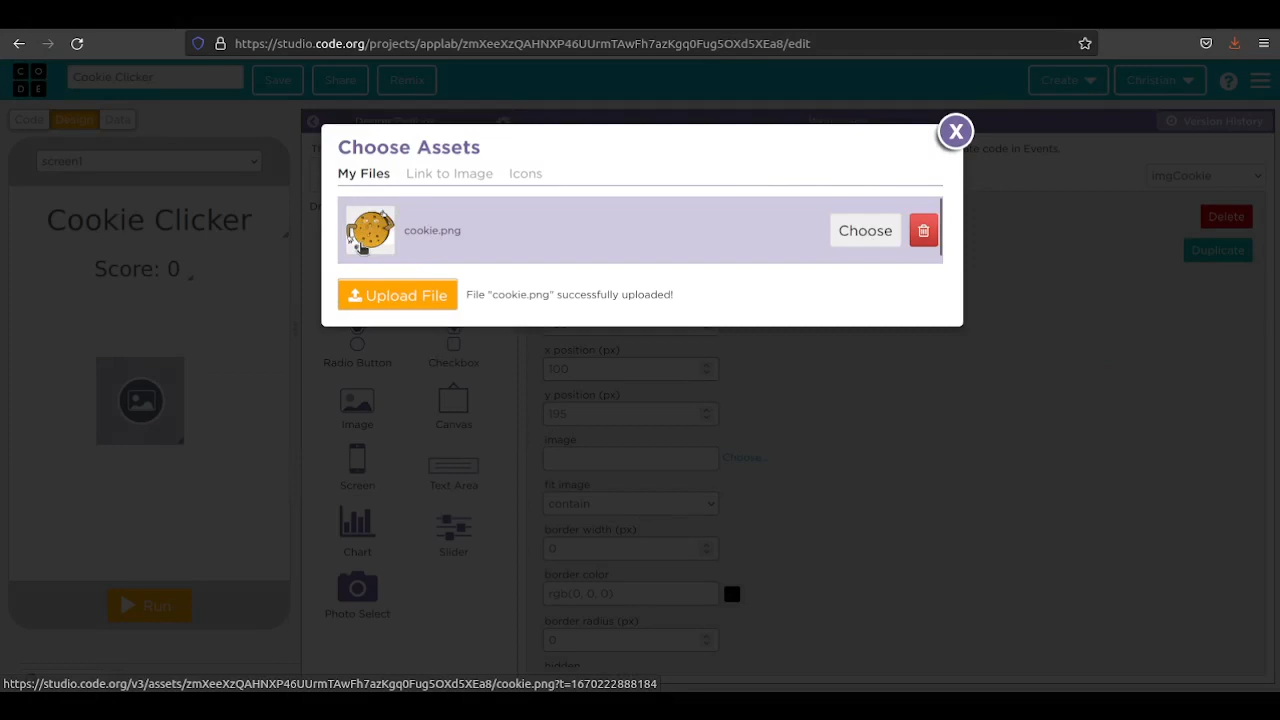 https://studio.code.org/projects/applab/zmXeeXzQAHNXP46UUrmTAwFh7azKgq0Fug5OXd5XEa8/edit
C O D E
Cookie Clicker
Save
Share
Remix
Create
Christian
?
Code
Design
Data
Version History
Choose Assets
X
My Files
Link to Image
Icons
cookie.png
Choose
Upload File
File "cookie.png" successfully uploaded!
code in Events.
screen1
imgCookie
Cookie Clicker
Score: 0
Delete
Duplicate
Radio Button
Checkbox
Image
Canvas
Screen
Text Area
Chart
Slider
Photo Select
x position (px)
100
y position (px)
195
image
Choose...
fit image
contain
border width (px)
0
border color
rgb(0, 0, 0)
border radius (px)
0
hidden
Run
https://studio.code.org/v3/assets/zmXeeXzQAHNXP46UUrmTAwFh7azKgq0Fug5OXd5XEa8/cookie.png?t=1670222888184